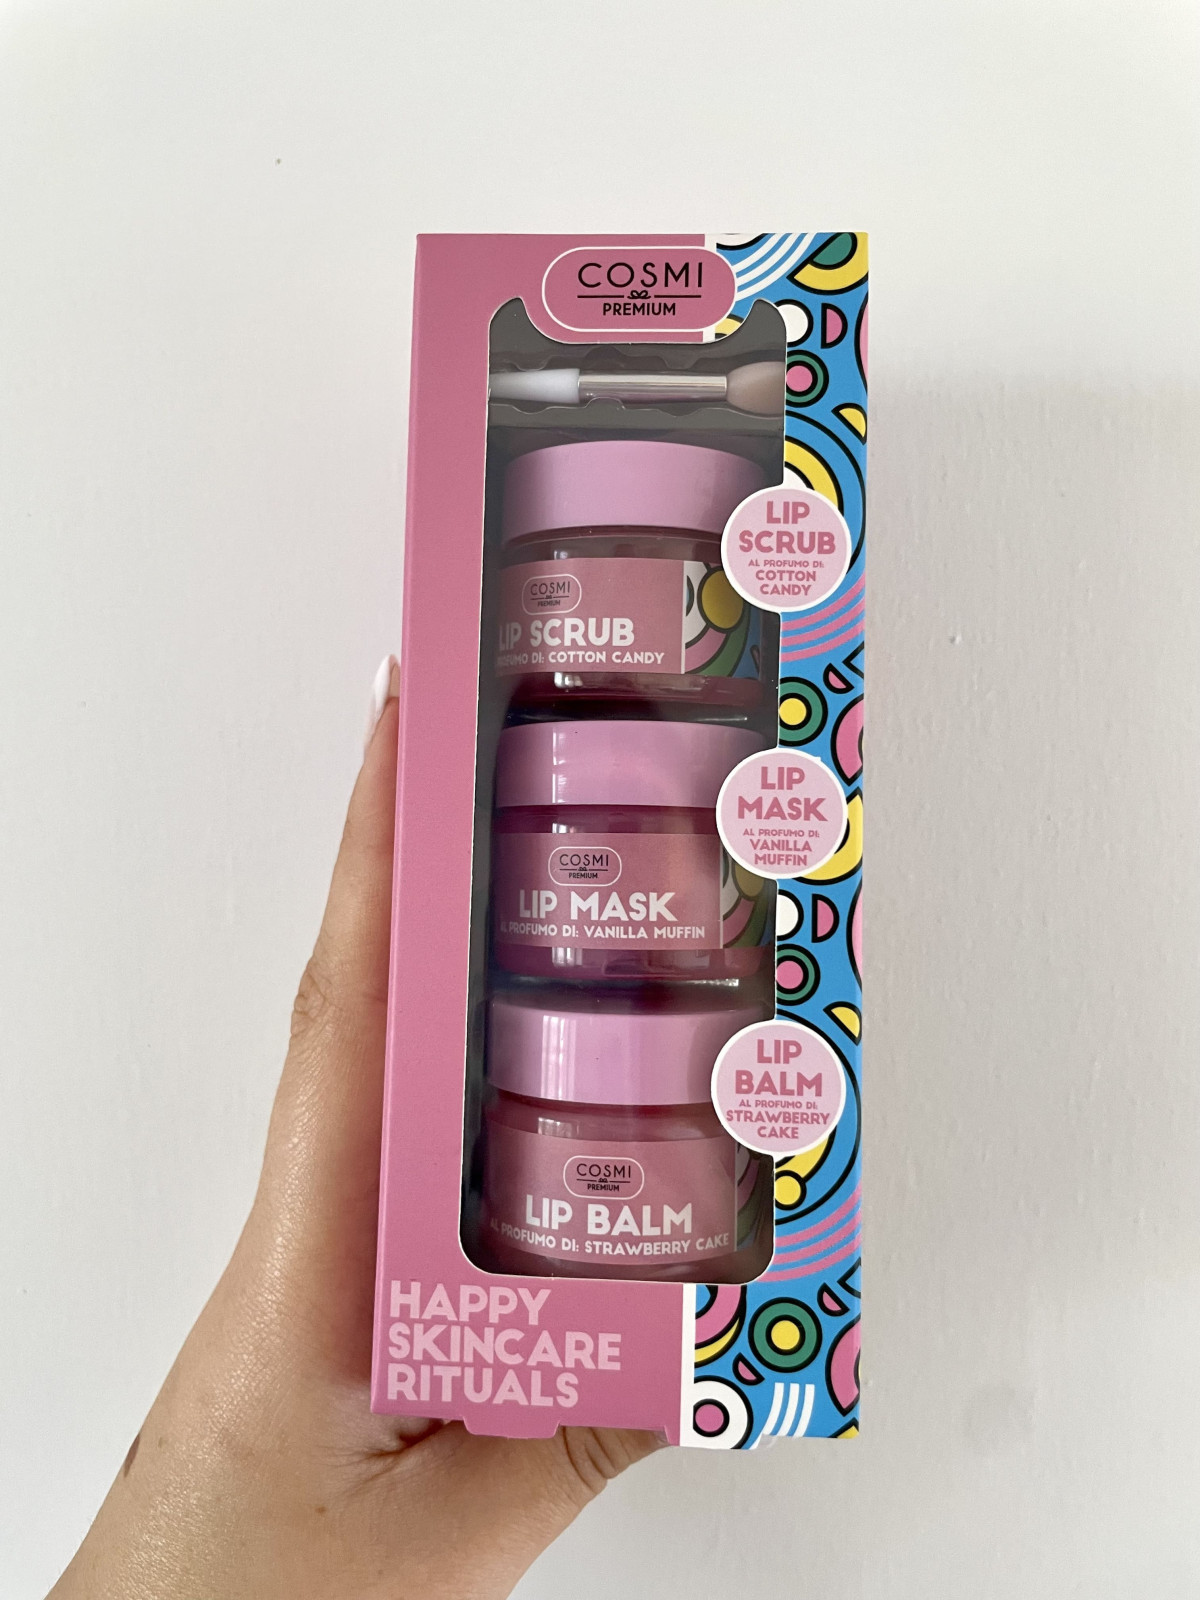 COSMI
PREMIUM
LIP
SCRUB
AL PROFUMO DI:
COTTON
CANDY
COSMI
PREMIUM
LIP SCRUB
DI: COTTON CANDY
LIP
MASK
AL PROFUMO DI:
VANILLA
MUFFIN
COSMI
PREMIUM
LIP MASK
AL PROFUMO DI: VANILLA MUFFIN
LIP
BALM
AL PROFUMO DI:
STRAWBERRY
CAKE
COSMI
PREMIUM
LIP BALM
AL PROFUMO DI: STRAWBERRY CAKE
HAPPY
SKINCARE
RITUALS